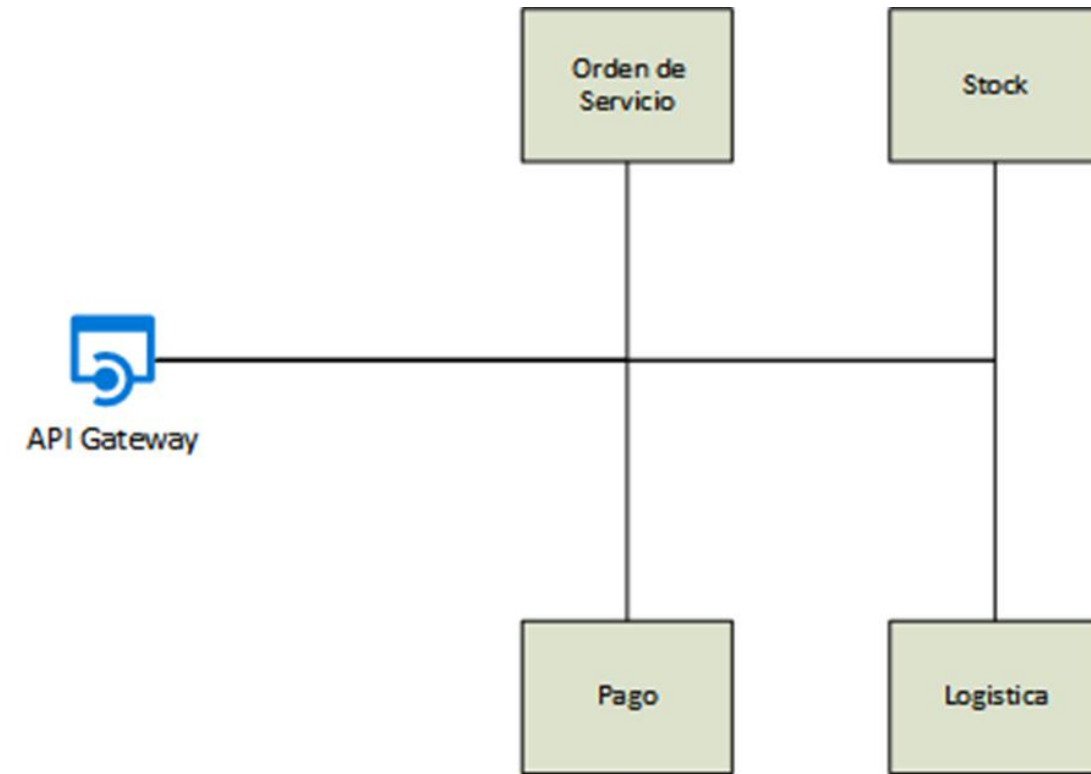 Orden de
Servicio
Stock
API Gateway
Pago
Logistica